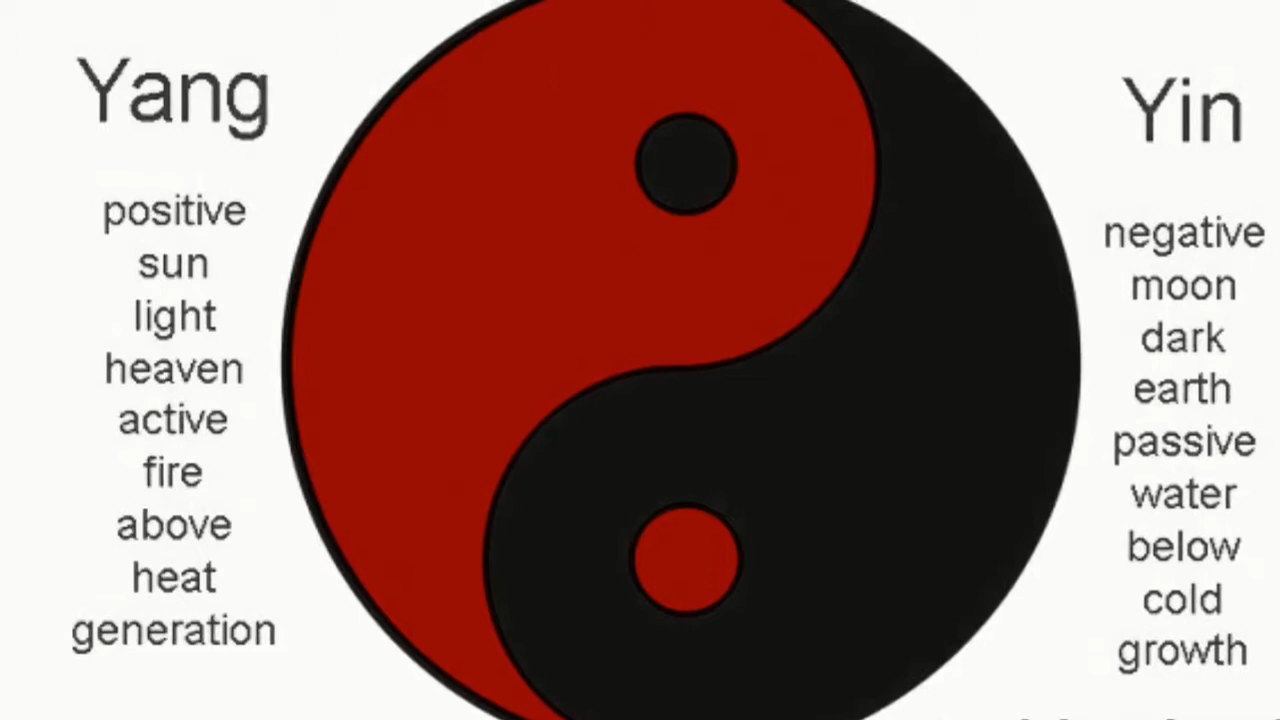 Yang
positive
sun
light
heaven
active
fire
above
heat
generation
Yin
negative
moon
dark
earth
passive
water
below
cold
growth